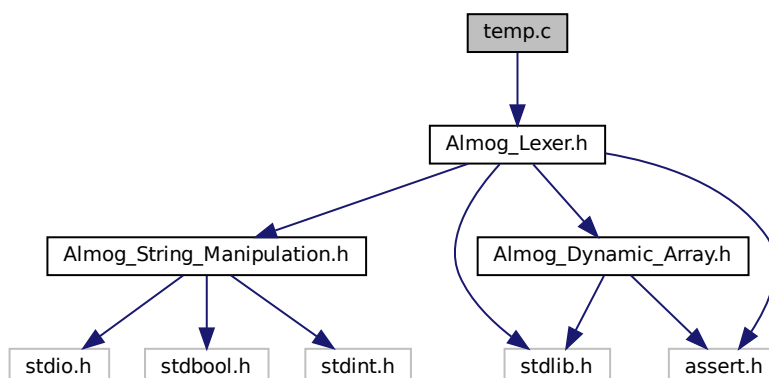 temp.c
Almog_Lexer.h
Almog_String_Manipulation.h
Almog_Dynamic_Array.h
stdio.h
stdbool.h
stdint.h
stdlib.h
assert.h